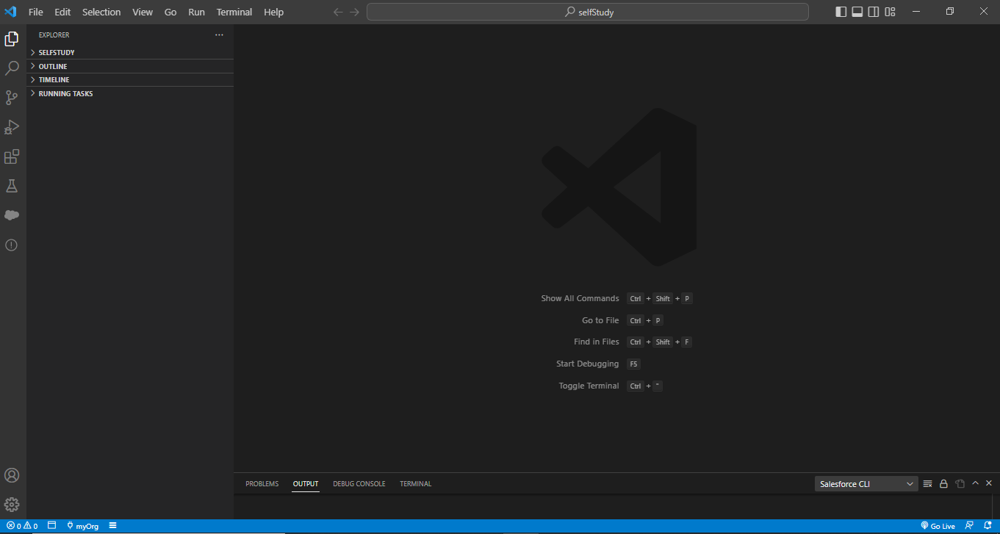 File Edit Selection View Go Run Terminal Help selfStudy
EXPLORER
SELFSTUDY
OUTLINE
TIMELINE
RUNNING TASKS
Show All Commands Ctrl + Shift + P
Go to File Ctrl + P
Find in Files Ctrl + Shift + F
Start Debugging F5
Toggle Terminal Ctrl + "
PROBLEMS OUTPUT DEBUG CONSOLE TERMINAL Salesforce CLI
0 0 myOrg Go Live